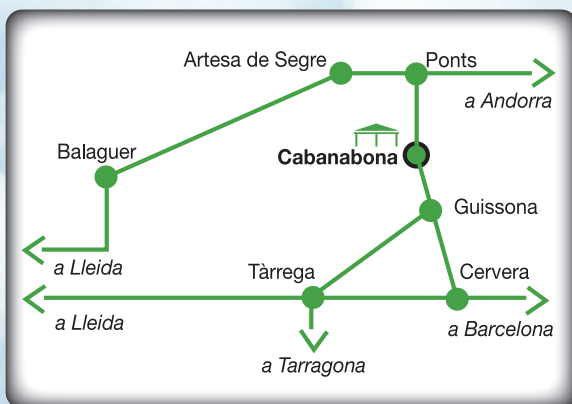 Artesa de Segre
Ponts
a Andorra
Balaguer
Cabanabona
Guissona
a Lleida
Tàrrega
Cervera
a Lleida
a Barcelona
a Tarragona